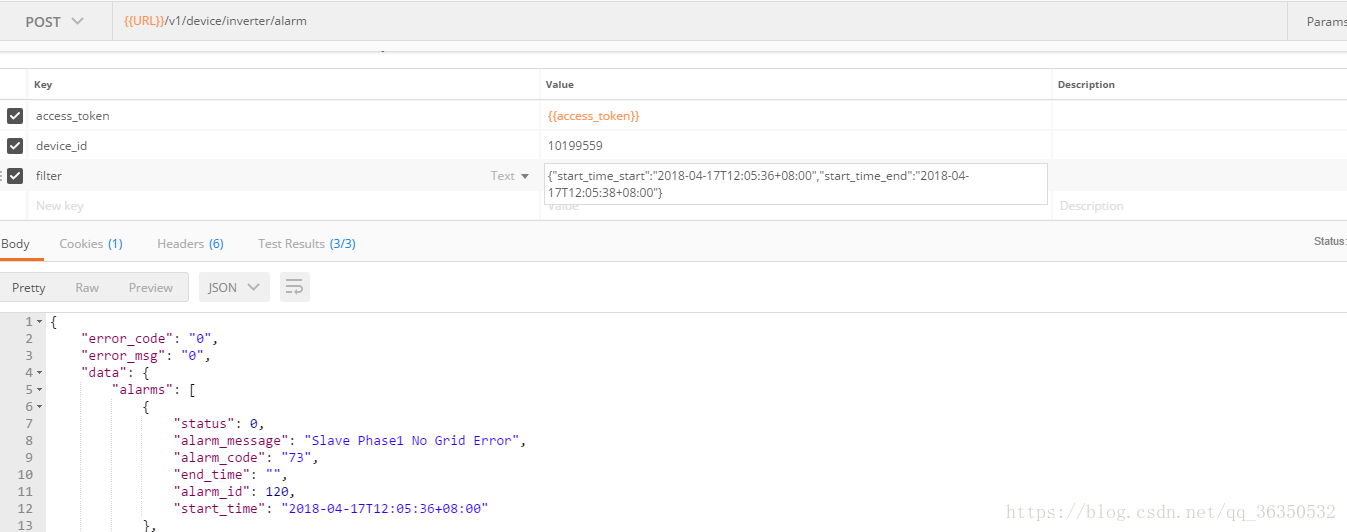 POST {{URL}}/v1/device/inverter/alarm Params
Key Value Description
access_token {{access_token}}
device_id 10199559
filter Text {"start_time_start":"2018-04-17T12:05:36+08:00","start_time_end":"2018-04-
17T12:05:38+08:00"}
New key Value Description
Body Cookies (1) Headers (6) Test Results (3/3) Status:
Pretty Raw Preview JSON
1 {
2 "error_code": "0",
3 "error_msg": "0",
4 "data": {
5 "alarms": [
6 {
7 "status": 0,
8 "alarm_message": "Slave Phase1 No Grid Error",
9 "alarm_code": "73",
10 "end_time": "",
11 "alarm_id": 120,
12 "start_time": "2018-04-17T12:05:36+08:00"
13 },
https://blog.csdn.net/qq_36350532